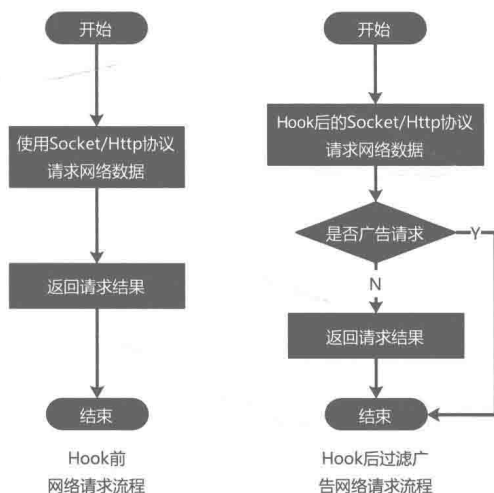 开始
使用Socket/Http协议
请求网络数据
返回请求结果
结束
Hook前
网络请求流程
开始
Hook后的Socket/Http协议
请求网络数据
是否广告请求
Y
N
返回请求结果
结束
Hook后过滤广
告网络请求流程